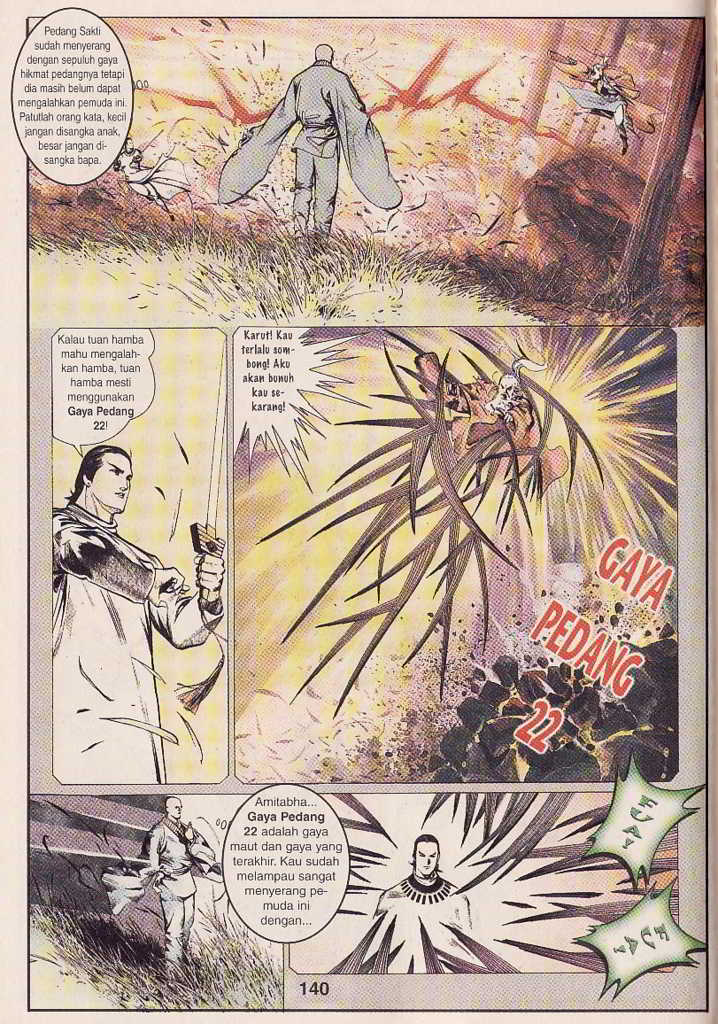 Pedang Sakti
sudah menyerang
dengan sepuluh gaya
hikmat pedangnya tetapi
dia masih belum dapat
mengalahkan pemuda ini.
Patutlah orang kata, kecil
jangan disangka anak,
besar jangan di-
sangka bapa.
Kalau tuan hamba
mahu mengalah-
kan hamba, tuan
hamba mesti
menggunakan
Gaya Pedang
22!
Karut! Kau
terlalu som-
bong! Aku
akan bunuh
kau se-
karang!
GAYA
PEDANG
22
Amitabha...
Gaya Pedang
22 adalah gaya
maut dan gaya yang
terakhir. Kau sudah
melampau sangat
menyerang pe-
muda ini
dengan...
FUA!
140